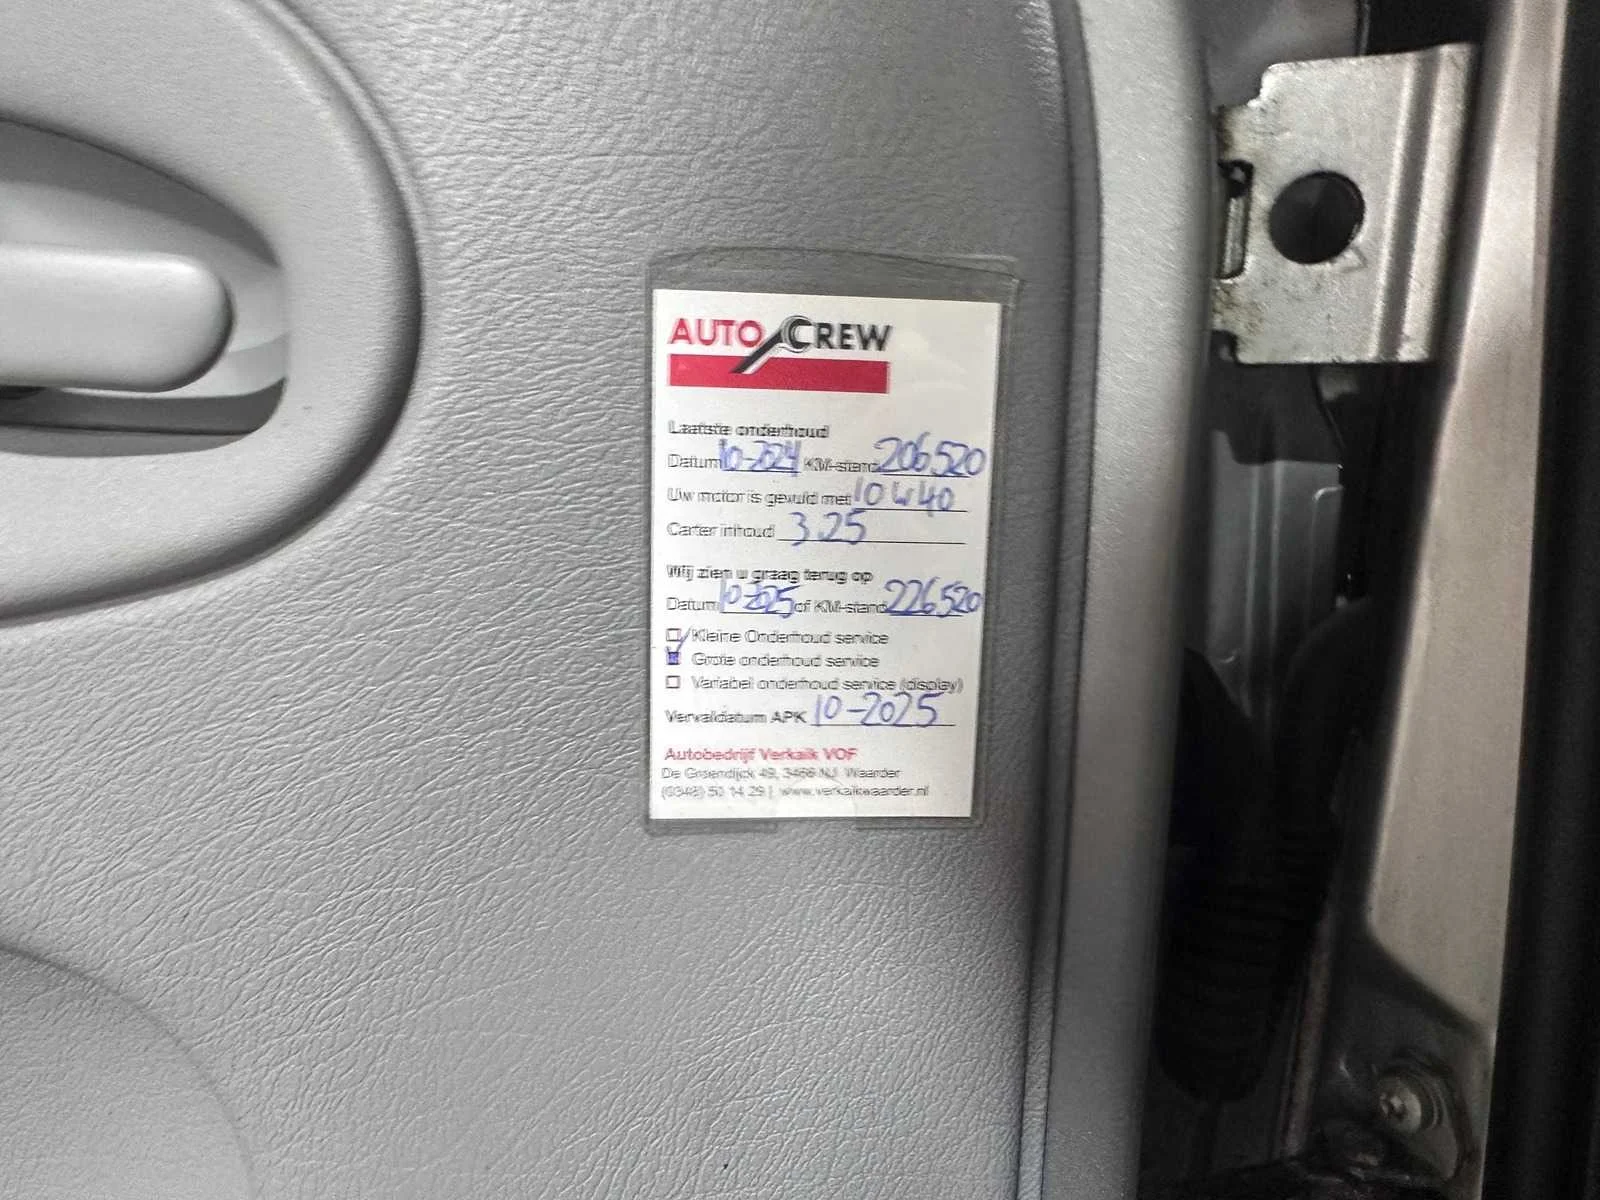 AUTO CREW
Laatste onderhoud
Datum 10-2024 KM-stand 206520
Uw motor is gevuld met 10w40
Carter inhoud 3.25
Wij zien u graag terug op
Datum 10-2025 of KM-stand 226520
Kleine Onderhoud service
Grote onderhoud service
Variabel onderhoud service (display)
Vervaldatum APK 10-2025
Autobedrijf Verkaik VOF
De Groendijck 49, 3466 NJ Waarder
(0348) 50 14 29 | www.verkaikwaarder.nl